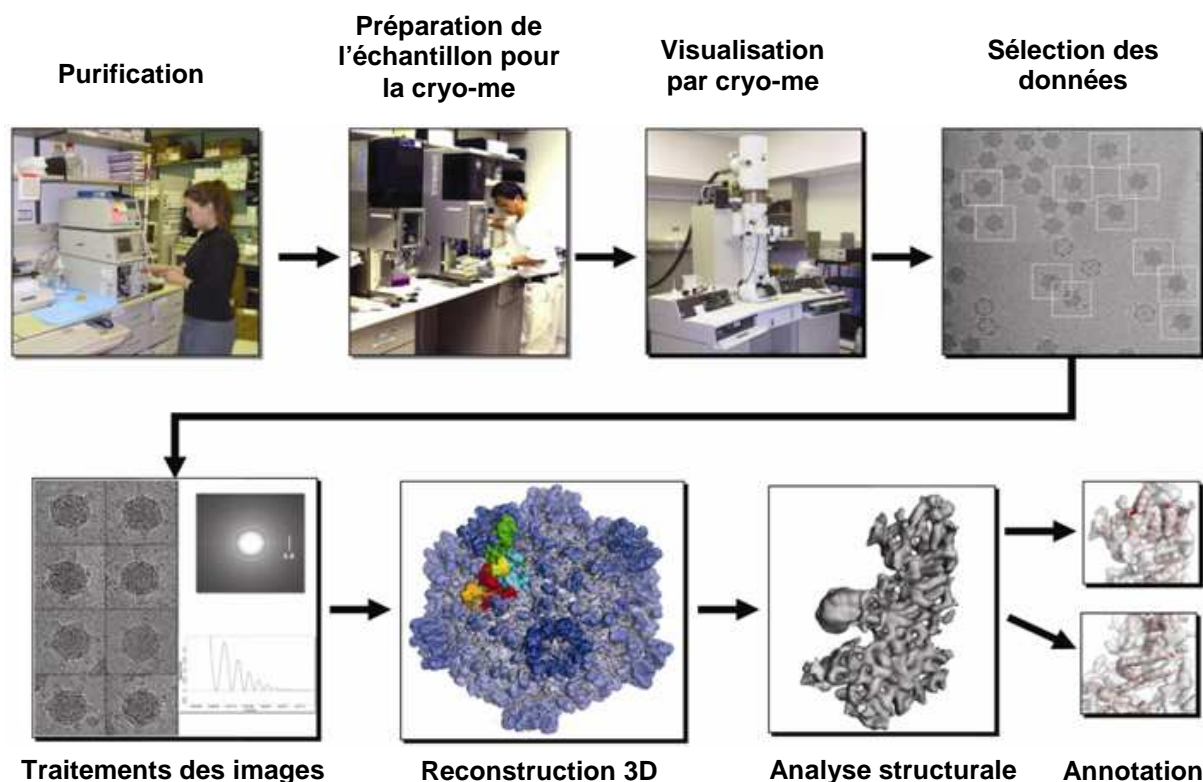 Purification
Préparation de
l'échantillon pour
la cryo-me
Visualisation
par cryo-me
Sélection des
données
Traitements des images
Reconstruction 3D
Analyse structurale
Annotation